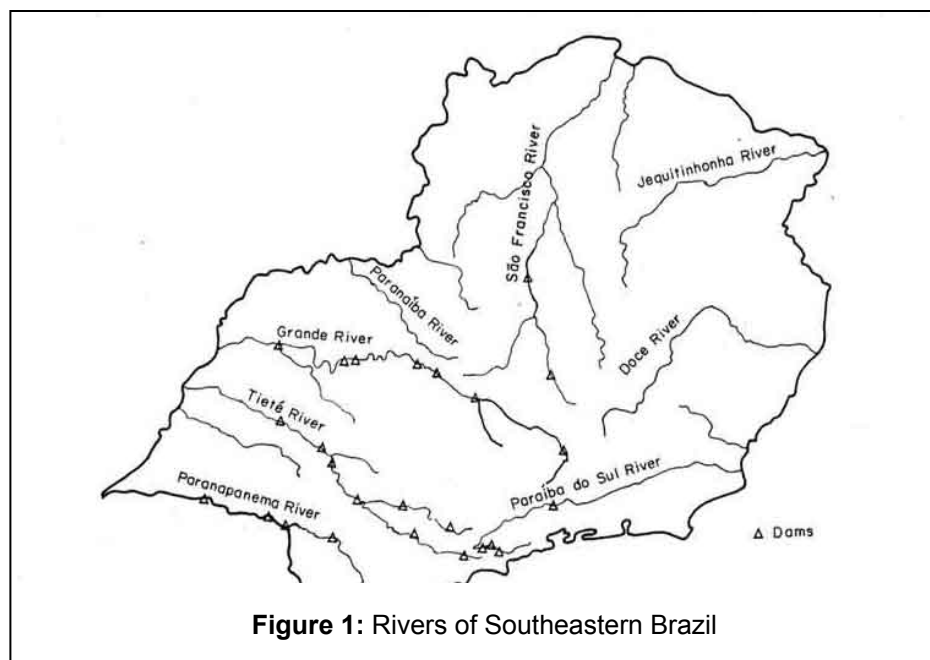 São Francisco River
Jequitinhonha River
Paranaíba River
Grande River
Doce River
Tieté River
Paraíba do Sul River
Paranapanema River
Dams
Figure 1: Rivers of Southeastern Brazil